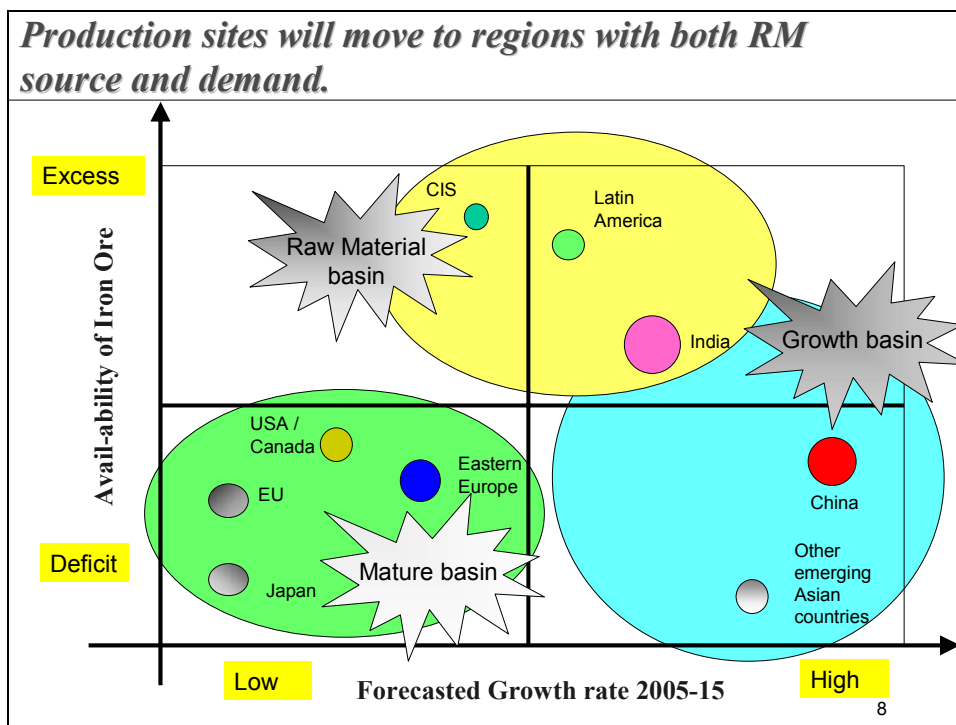 Production sites will move to regions with both RM
source and demand.
Excess
CIS
Latin
America
Raw Material
basin
India
Growth basin
Avail-ability of Iron Ore
USA /
Canada
Eastern
Europe
EU
China
Deficit
Mature basin
Japan
Other
emerging
Asian
countries
Low
Forecasted Growth rate 2005-15
High
8